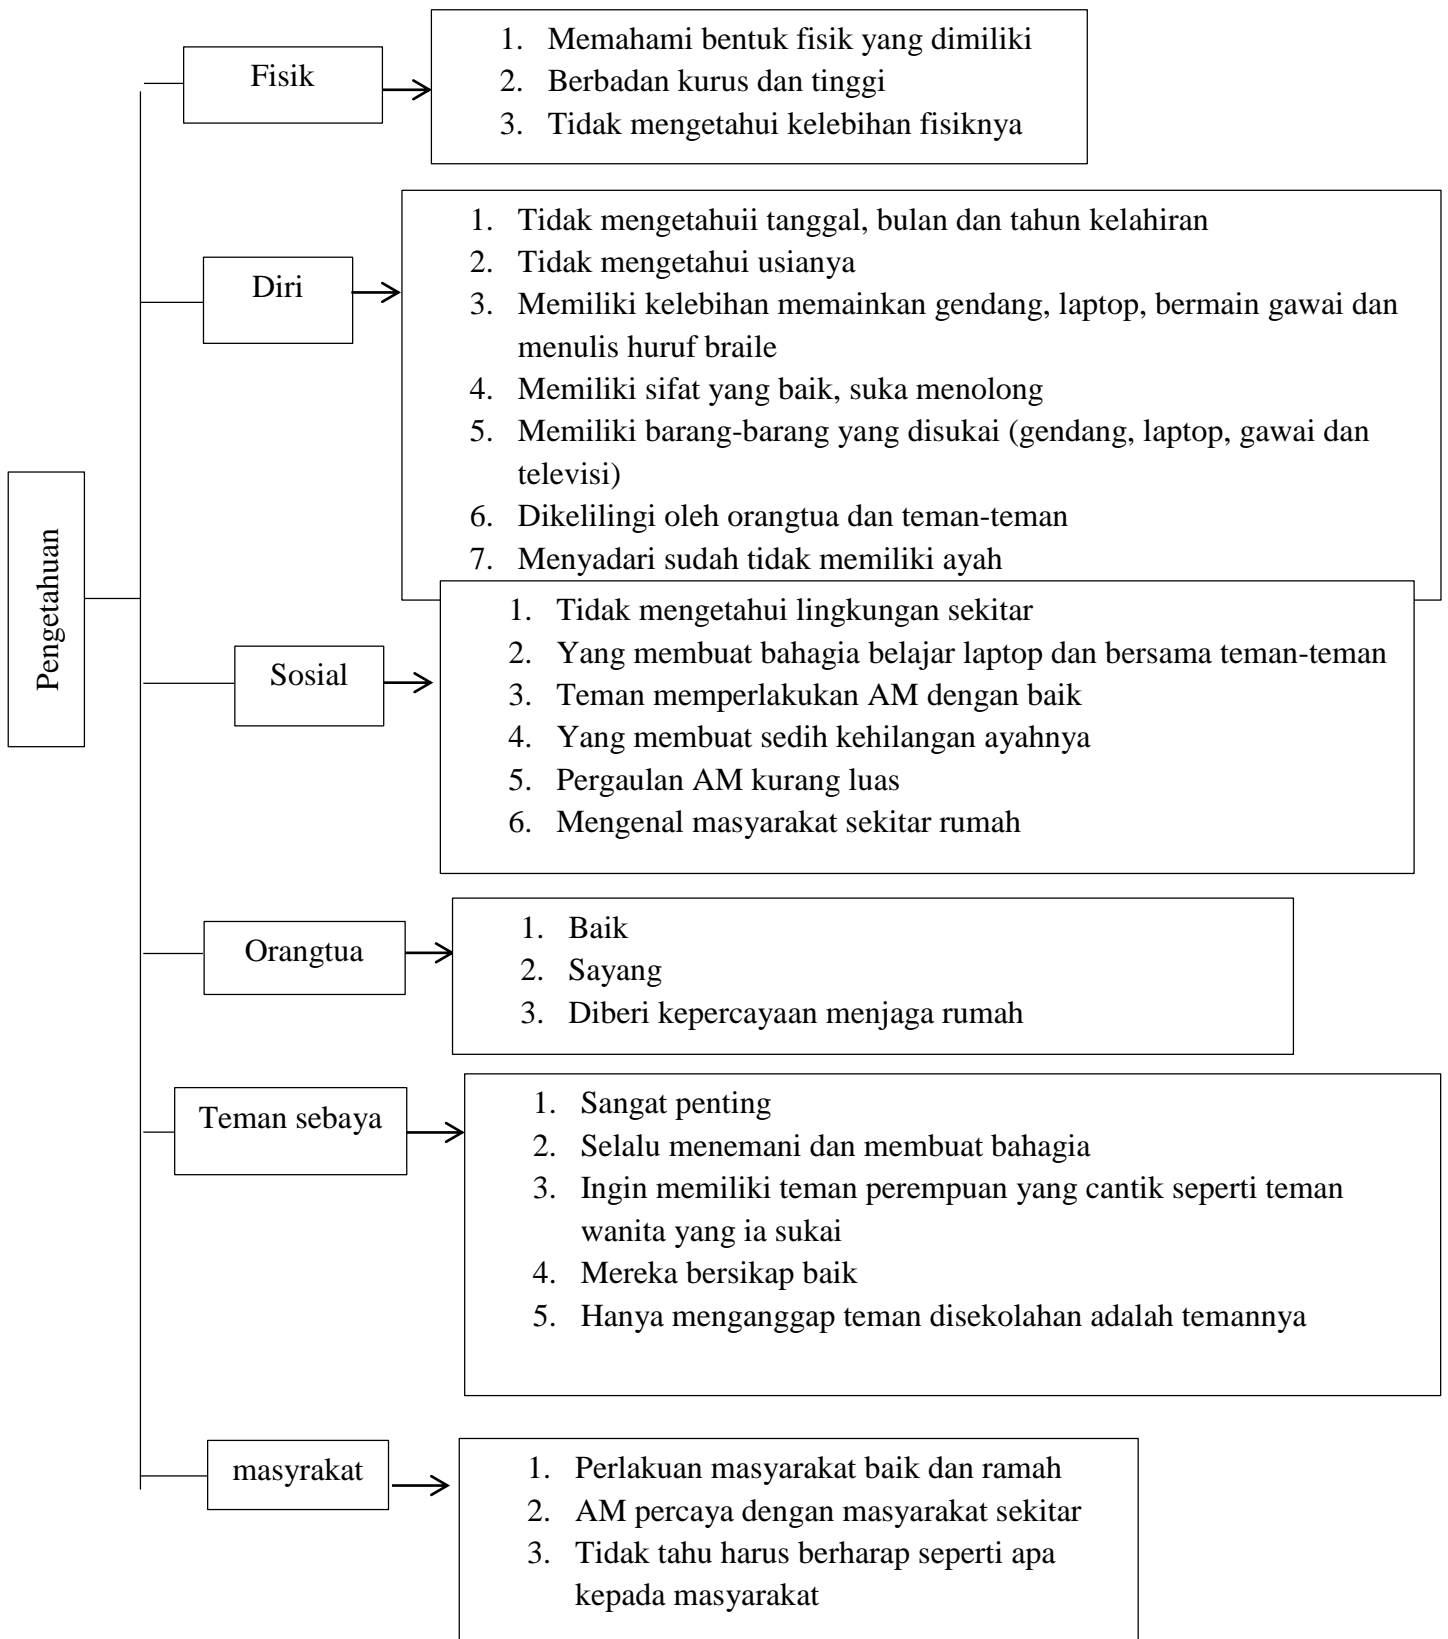 Pengetahuan
Fisik
1. Memahami bentuk fisik yang dimiliki
2. Berbadan kurus dan tinggi
3. Tidak mengetahui kelebihan fisiknya
Diri
1. Tidak mengetahuii tanggal, bulan dan tahun kelahiran
2. Tidak mengetahui usianya
3. Memiliki kelebihan memainkan gendang, laptop, bermain gawai dan
menulis huruf braile
4. Memiliki sifat yang baik, suka menolong
5. Memiliki barang-barang yang disukai (gendang, laptop, gawai dan
televisi)
6. Dikelilingi oleh orangtua dan teman-teman
7. Menyadari sudah tidak memiliki ayah
Sosial
1. Tidak mengetahui lingkungan sekitar
2. Yang membuat bahagia belajar laptop dan bersama teman-teman
3. Teman memperlakukan AM dengan baik
4. Yang membuat sedih kehilangan ayahnya
5. Pergaulan AM kurang luas
6. Mengenal masyarakat sekitar rumah
Orangtua
1. Baik
2. Sayang
3. Diberi kepercayaan menjaga rumah
Teman sebaya
1. Sangat penting
2. Selalu menemani dan membuat bahagia
3. Ingin memiliki teman perempuan yang cantik seperti teman
wanita yang ia sukai
4. Mereka bersikap baik
5. Hanya menganggap teman disekolahan adalah temannya
masyrakat
1. Perlakuan masyarakat baik dan ramah
2. AM percaya dengan masyarakat sekitar
3. Tidak tahu harus berharap seperti apa
kepada masyarakat